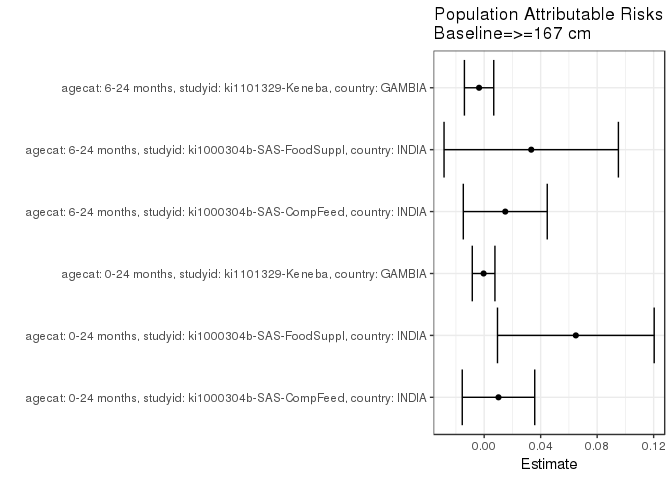 Population Attributable Risks
Baseline=>=167 cm
agecat: 6-24 months, studyid: ki1101329-Keneba, country: GAMBIA
agecat: 6-24 months, studyid: ki1000304b-SAS-FoodSuppl, country: INDIA
agecat: 6-24 months, studyid: ki1000304b-SAS-CompFeed, country: INDIA
agecat: 0-24 months, studyid: ki1101329-Keneba, country: GAMBIA
agecat: 0-24 months, studyid: ki1000304b-SAS-FoodSuppl, country: INDIA
agecat: 0-24 months, studyid: ki1000304b-SAS-CompFeed, country: INDIA
0.00 0.04 0.08 0.12
Estimate